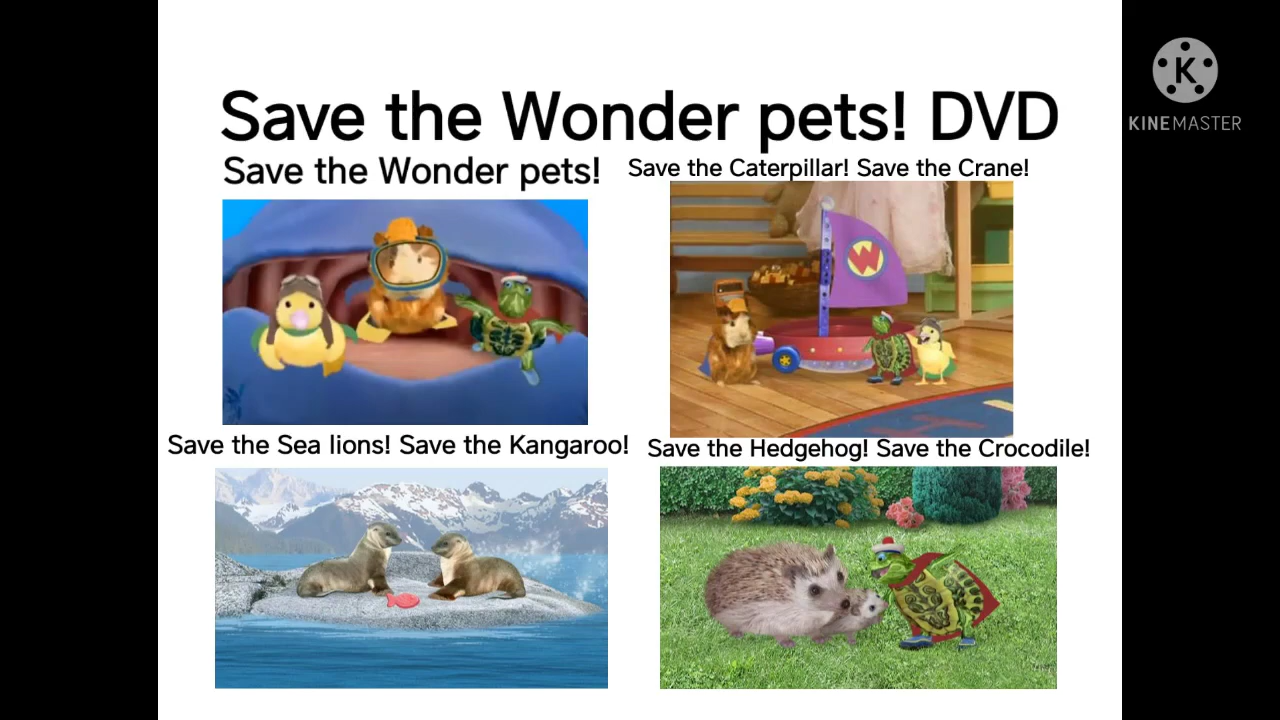 Save the Wonder pets! DVD
Save the Wonder pets!
Save the Caterpillar! Save the Crane!
W
Save the Sea lions! Save the Kangaroo!
Save the Hedgehog! Save the Crocodile!
K
KINEMASTER